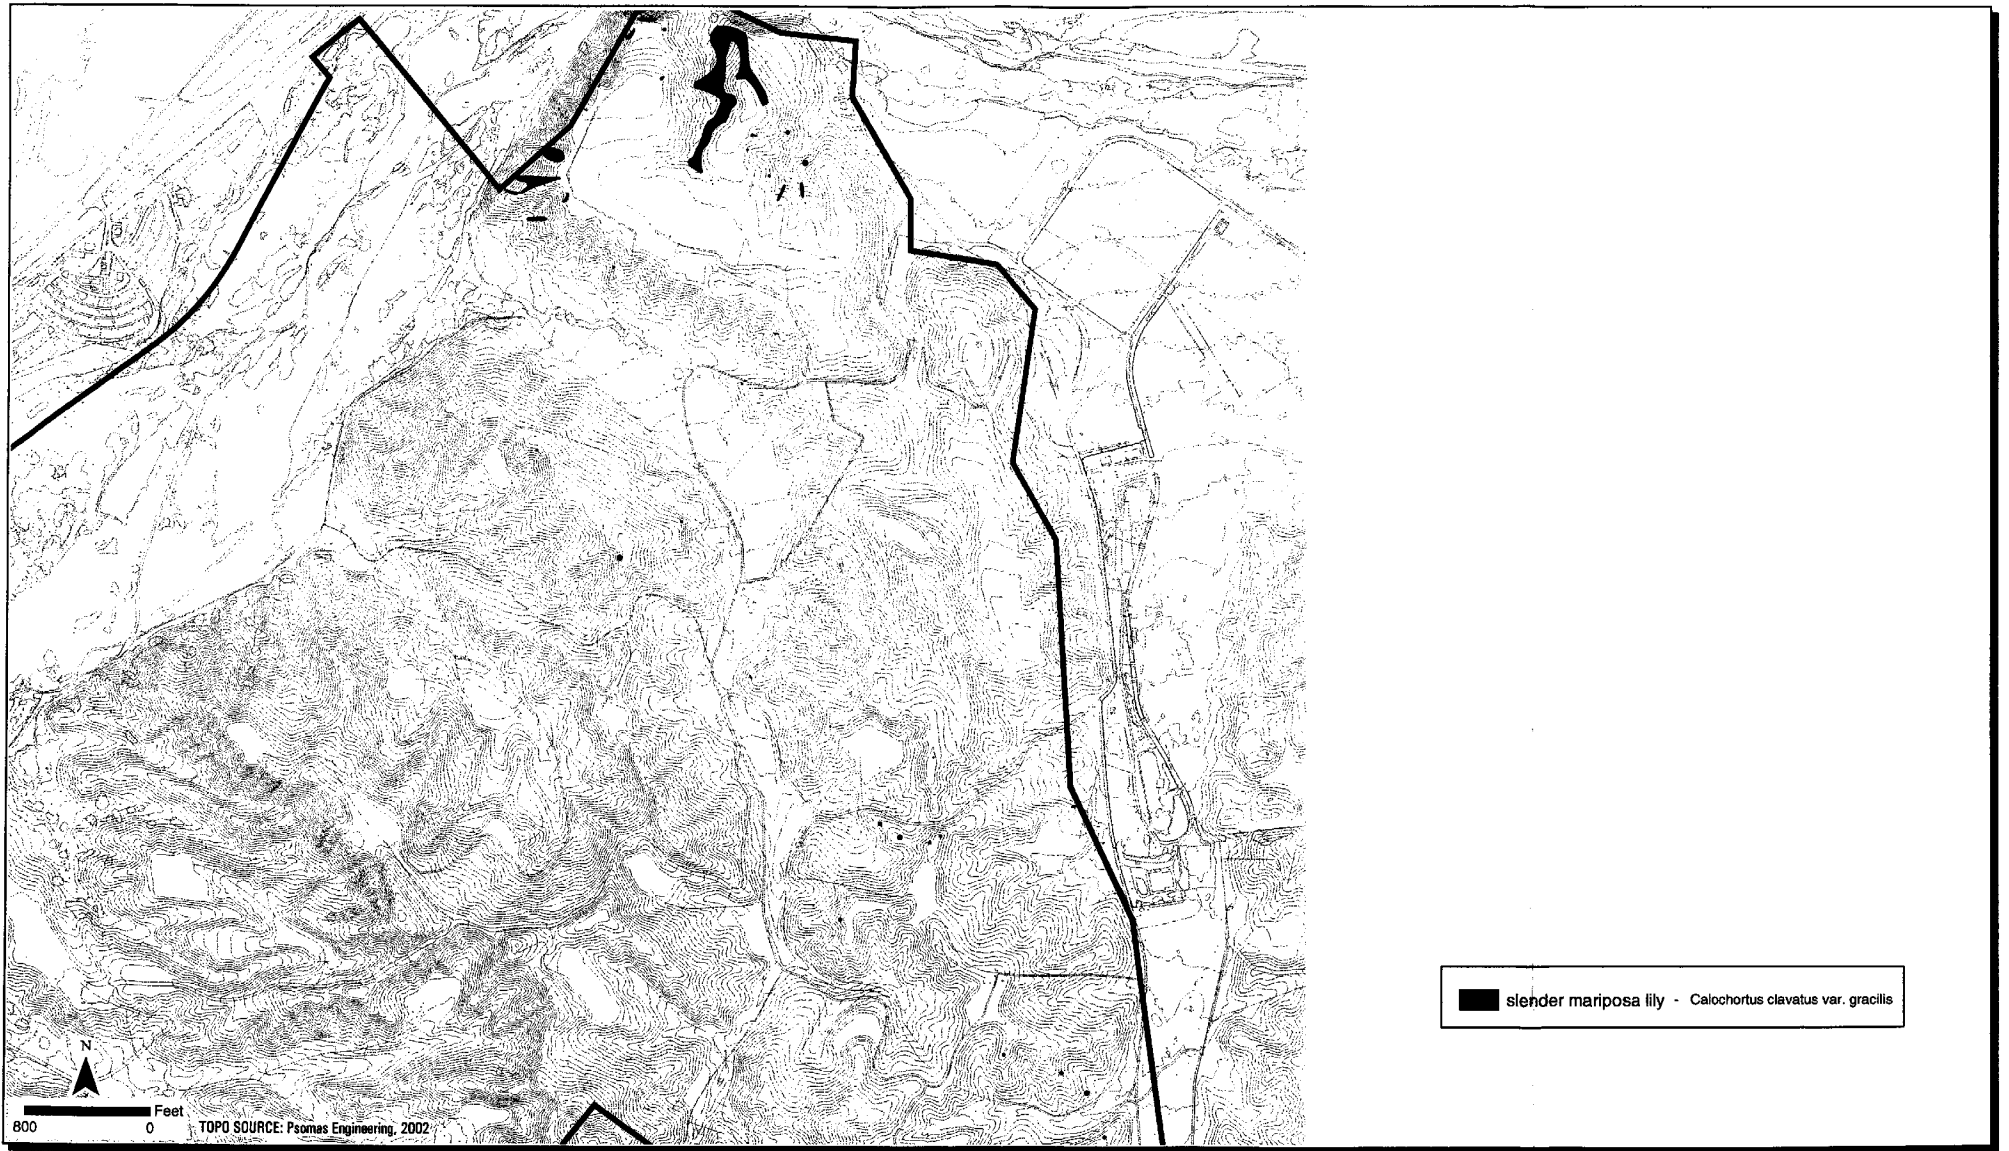 slender mariposa lily - Calochortus clavatus var. gracilis
N
Feet
800 0
TOPO SOURCE: Psomas Engineering, 2002